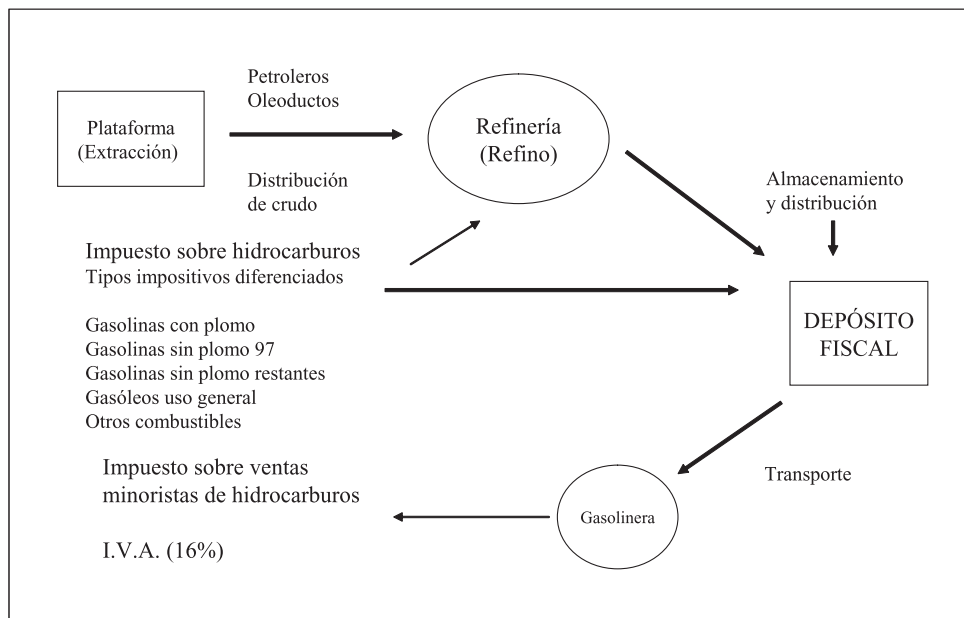 Petroleros
Oleoductos
Plataforma
(Extracción)
Refinería
(Refino)
Distribución
de crudo
Almacenamiento
y distribución
Impuesto sobre hidrocarburos
Tipos impositivos diferenciados
DEPÓSITO
FISCAL
Gasolinas con plomo
Gasolinas sin plomo 97
Gasolinas sin plomo restantes
Gasóleos uso general
Otros combustibles
Impuesto sobre ventas
minoristas de hidrocarburos
Transporte
Gasolinera
I.V.A. (16%)